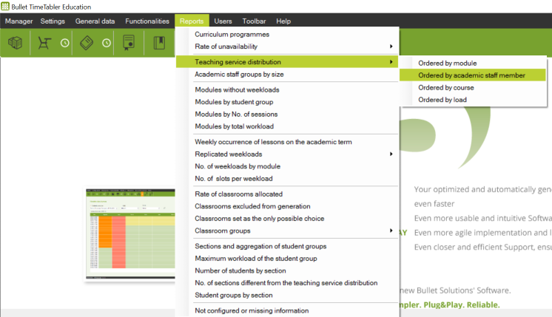 Bullet TimeTabler Education
Manager Settings General data Functionalities Reports Users Toolbar Help
Curriculum programmes
Rate of unavailability
Teaching service distribution
Academic staff groups by size
Modules without weekloads
Modules by student group
Modules by No. of sessions
Modules by total workload
Weekly occurrence of lessons on the academic term
Replicated weekloads
No. of weekloads by module
No. of slots per weekload
Rate of classrooms allocated
Classrooms excluded from generation
Classrooms set as the only possible choice
Classroom groups
Sections and aggregation of student groups
Maximum workload of the student group
Number of students by section
No. of sections different from the teaching service distribution
Student groups by section
Not configured or missing information
Ordered by module
Ordered by academic staff member
Ordered by course
Ordered by load
Your optimized and automatically gen
even faster
Even more usable and intuitive Softwa
AY Even more agile implementation and l
Even closer and efficient Support, ensu
new Bullet Solutions' Software.
mpler. Plug&Play. Reliable.